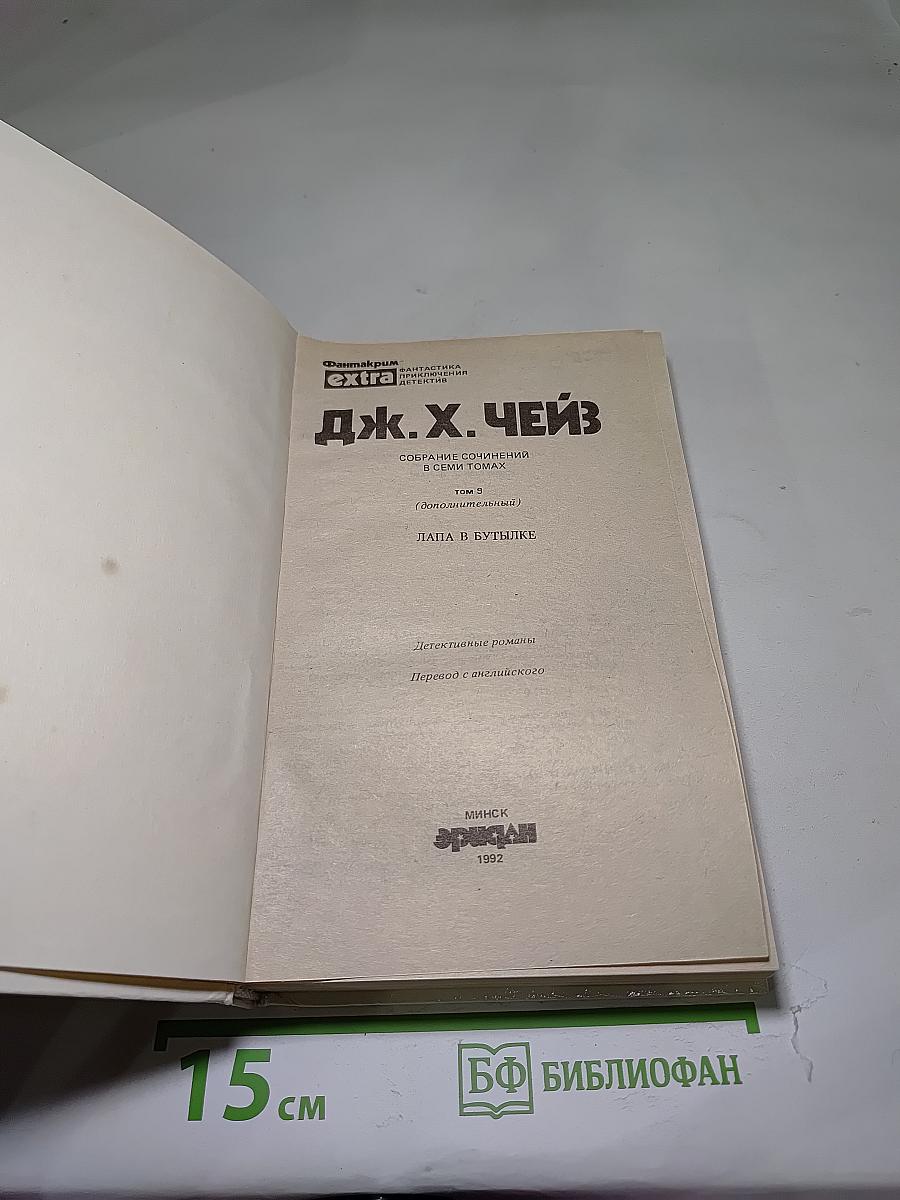 Фантакрим
extra
ФАНТАСТИКА
ПРИКЛЮЧЕНИЯ
ДЕТЕКТИВ
ДЖ. Х. ЧЕЙЗ
СОБРАНИЕ СОЧИНЕНИЙ
В СЕМИ ТОМАХ
том 9
(дополнительный)
ЛАПА В БУТЫЛКЕ
Детективные романы
Перевод с английского
МИНСК
эридан
1992
15 см
БФ БИБЛИОФАН